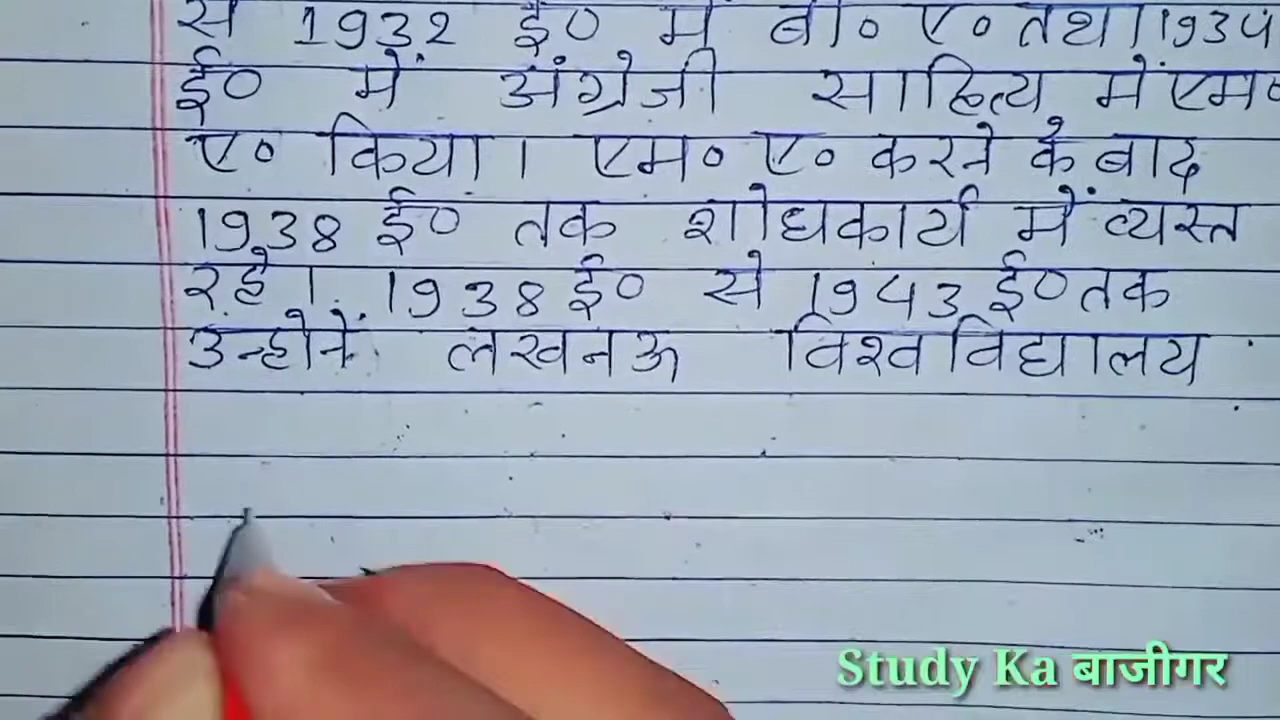 से 1932 ई० में बी० ए० तथा 1934
ई० में अंग्रेजी साहित्य में एम०
ए० किया। एम० ए० करने के बाद
1938 ई० तक शोधकार्य में व्यस्त
रहे। 1938 ई० से 1943 ई० तक
उन्होंने लखनऊ विश्वविद्यालय
Study Ka बाजीगर